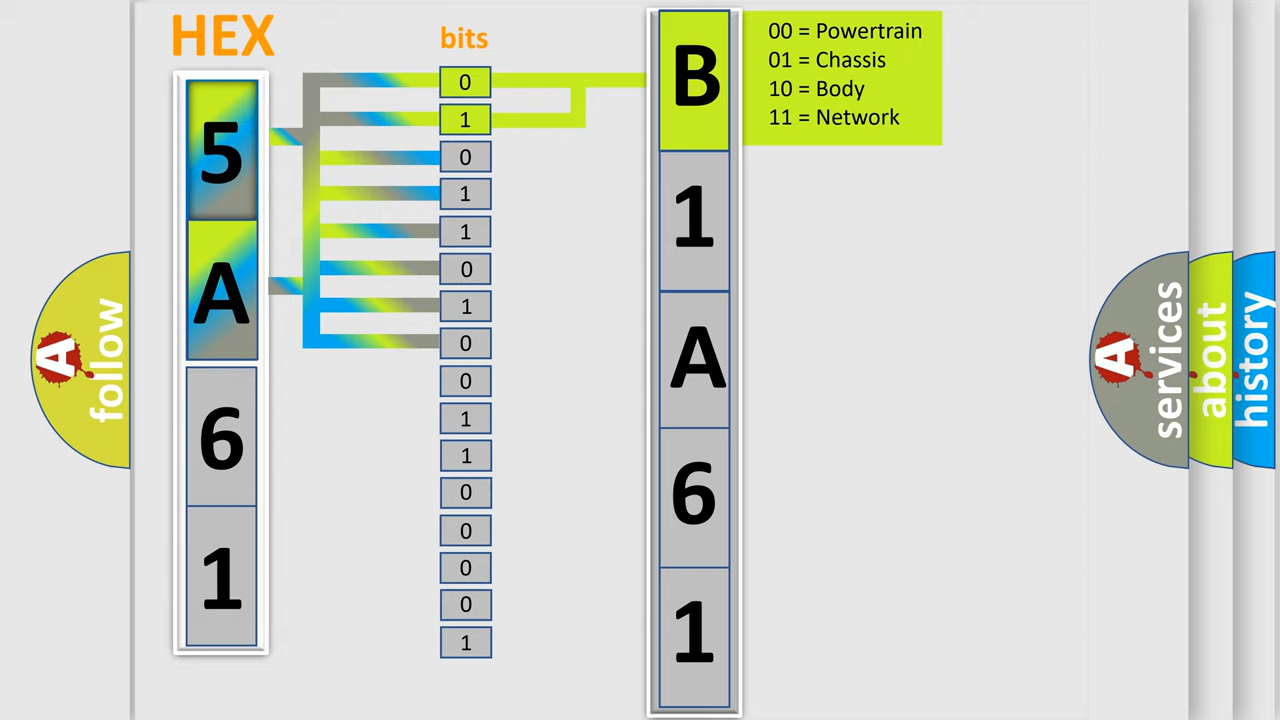 HEX
bits
5
A
6
1
0
1
0
1
1
0
1
0
0
1
1
0
0
0
0
1
B
1
A
6
1
00 = Powertrain
01 = Chassis
10 = Body
11 = Network
A follow
A services
about
history